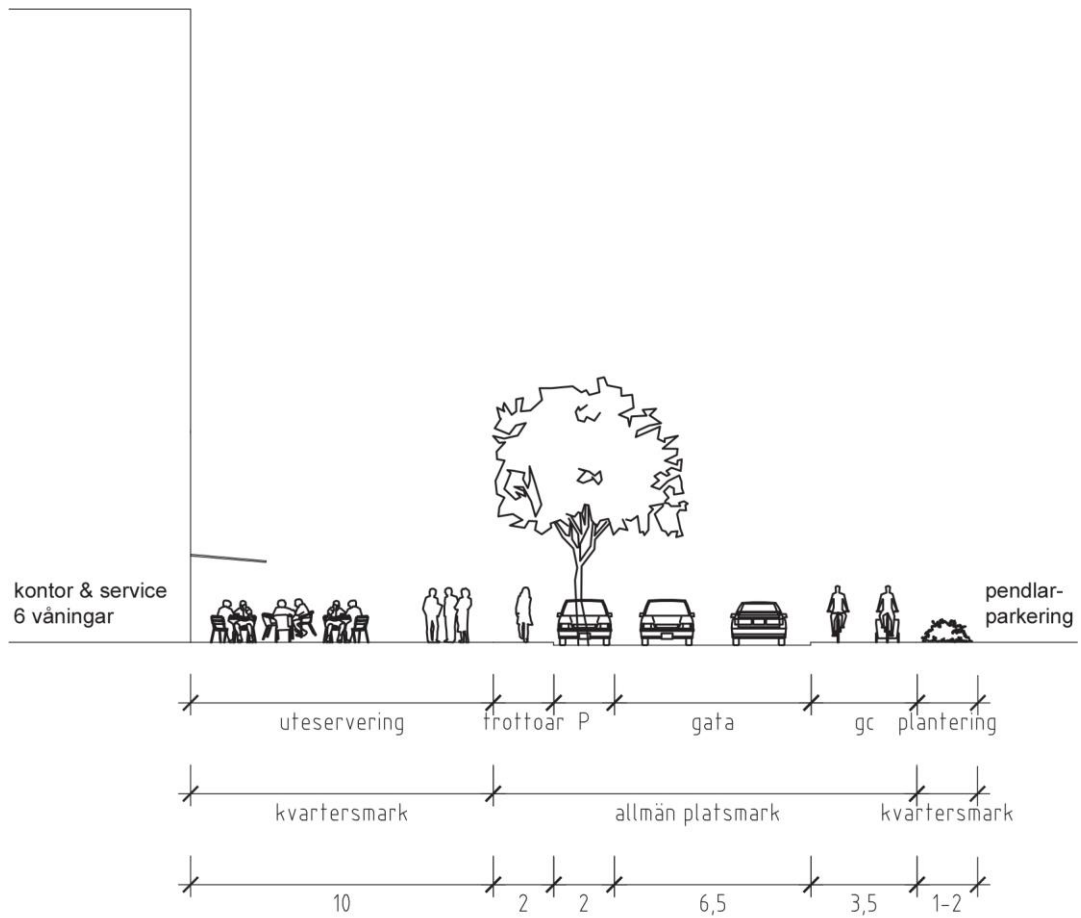 kontor & service
6 våningar
pendlar-
parkering
uteservering frottoar P gata gc plantering
kvartersmark allmän platsmark kvartersmark
10 2 2 6,5 3,5 1-2